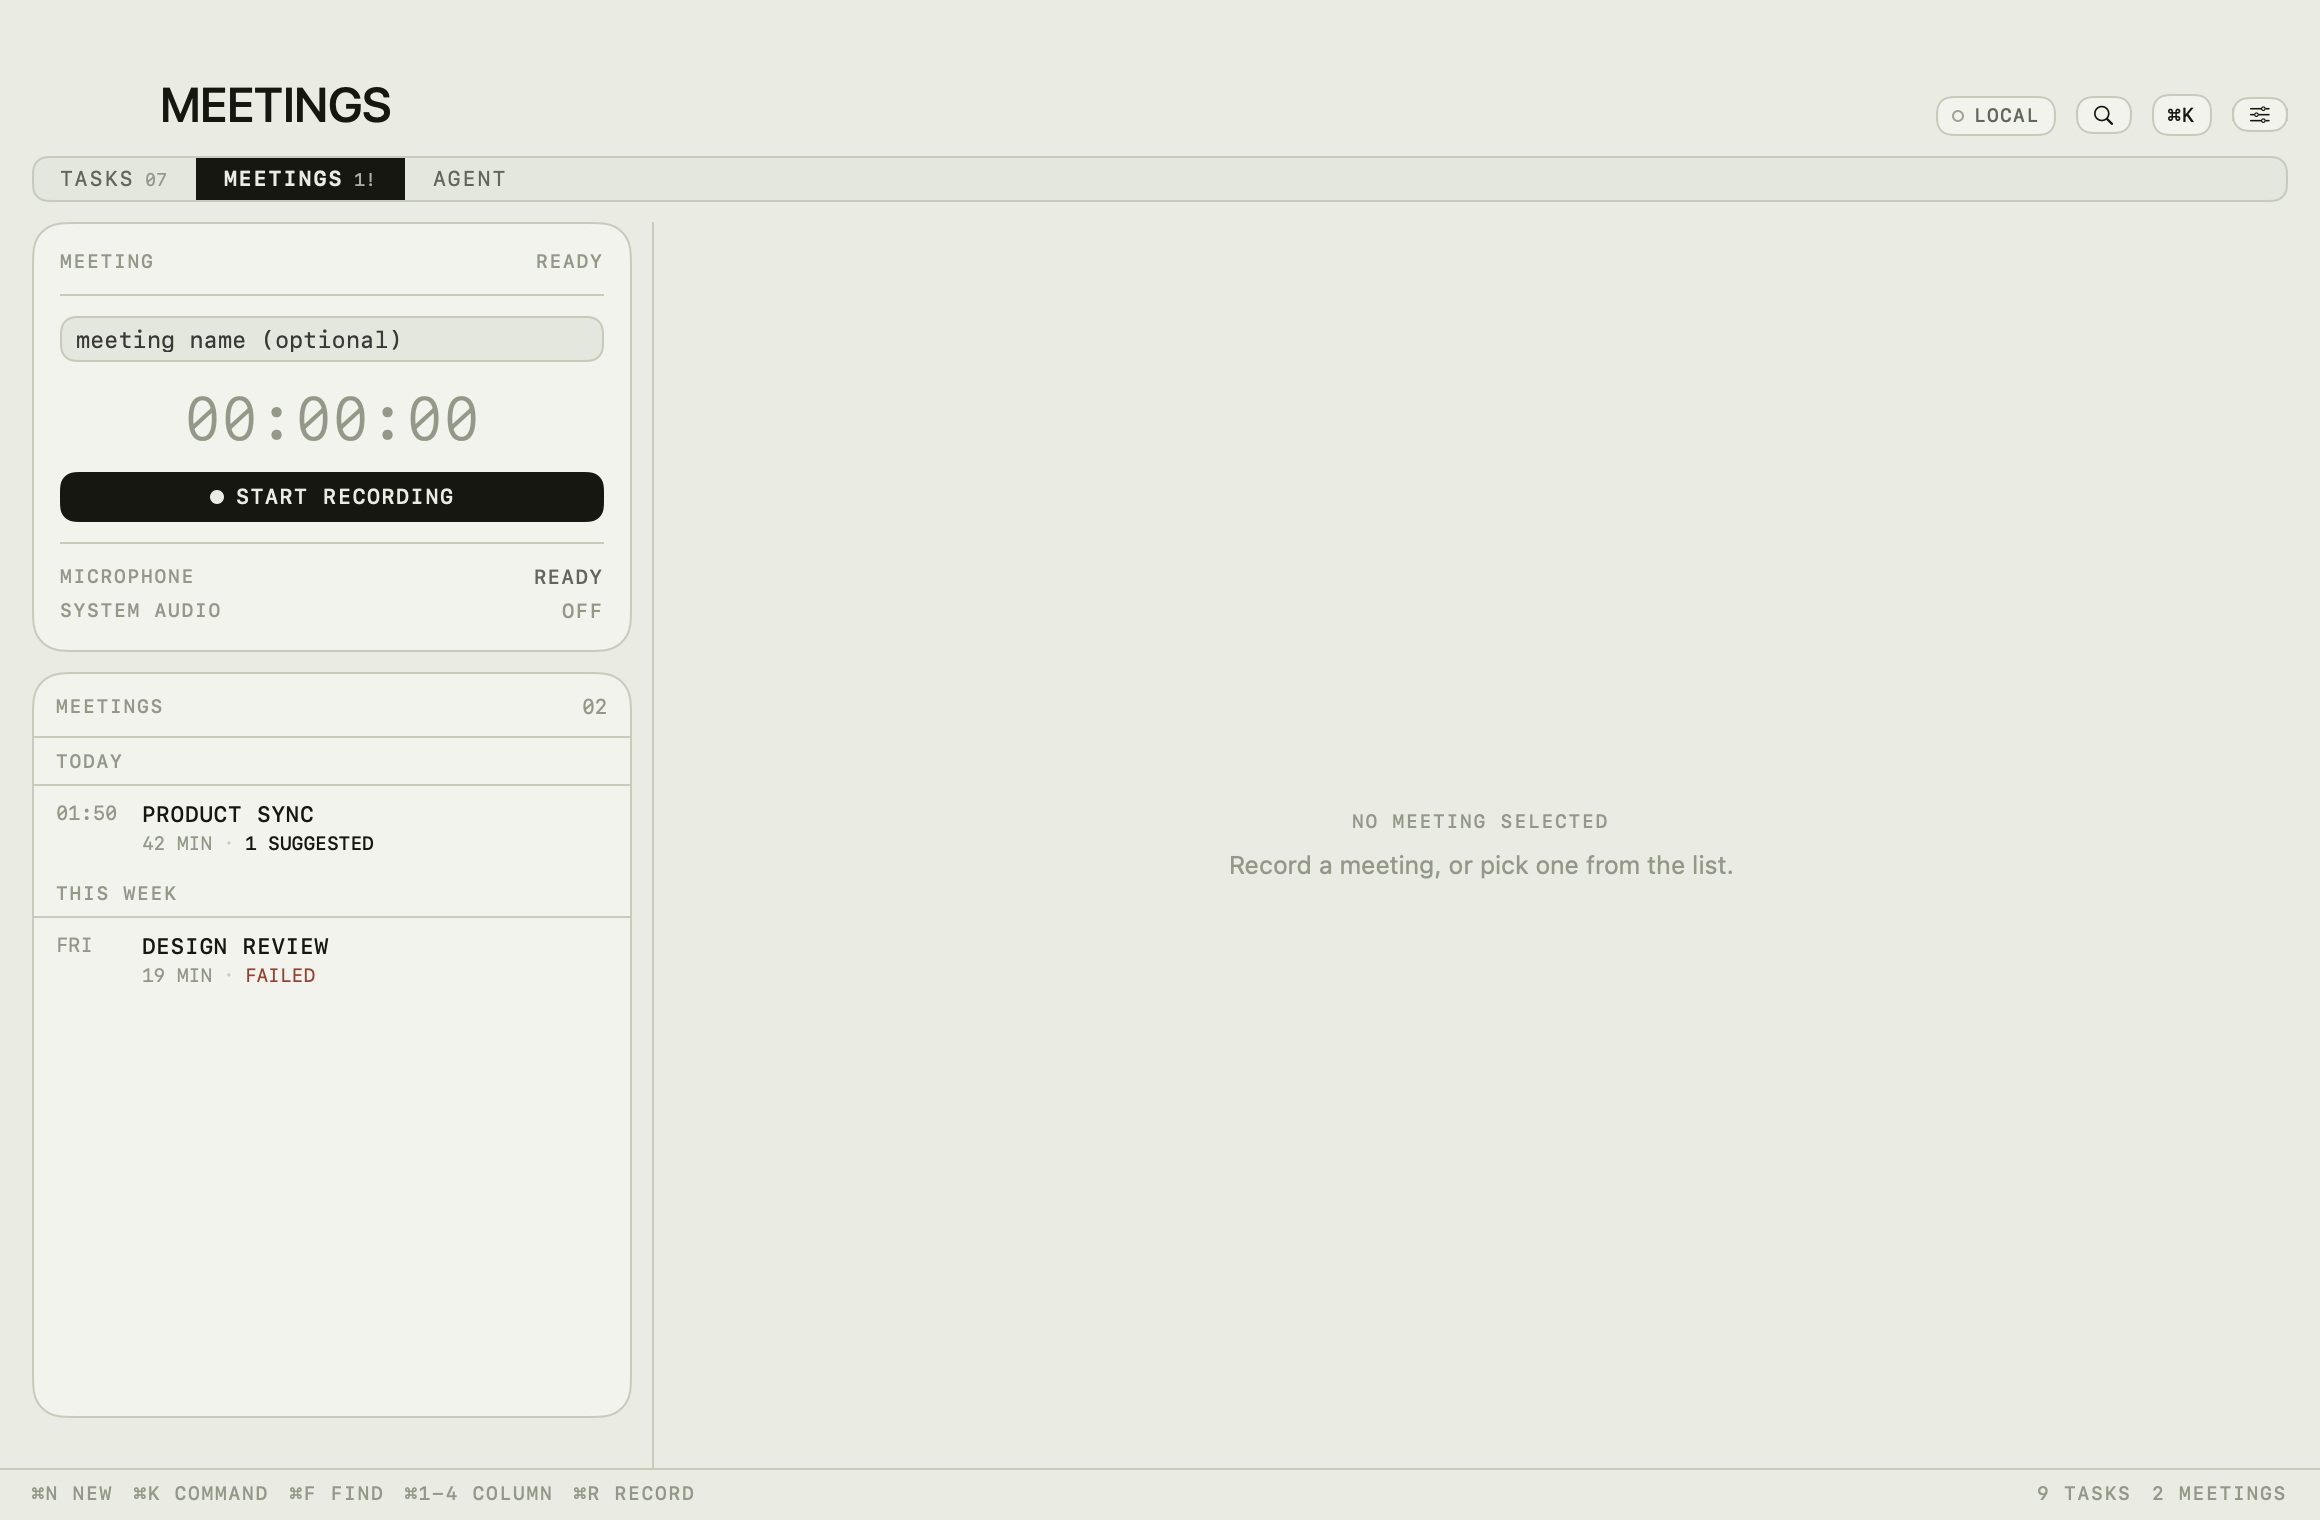 MEETINGS
LOCAL
⌘K
TASKS 07
MEETINGS 1!
AGENT
MEETING READY
meeting name (optional)
00:00:00
START RECORDING
MICROPHONE READY
SYSTEM AUDIO OFF
MEETINGS 02
TODAY
01:50 PRODUCT SYNC
42 MIN · 1 SUGGESTED
THIS WEEK
FRI DESIGN REVIEW
19 MIN · FAILED
NO MEETING SELECTED
Record a meeting, or pick one from the list.
⌘N NEW ⌘K COMMAND ⌘F FIND ⌘1–4 COLUMN ⌘R RECORD
9 TASKS 2 MEETINGS